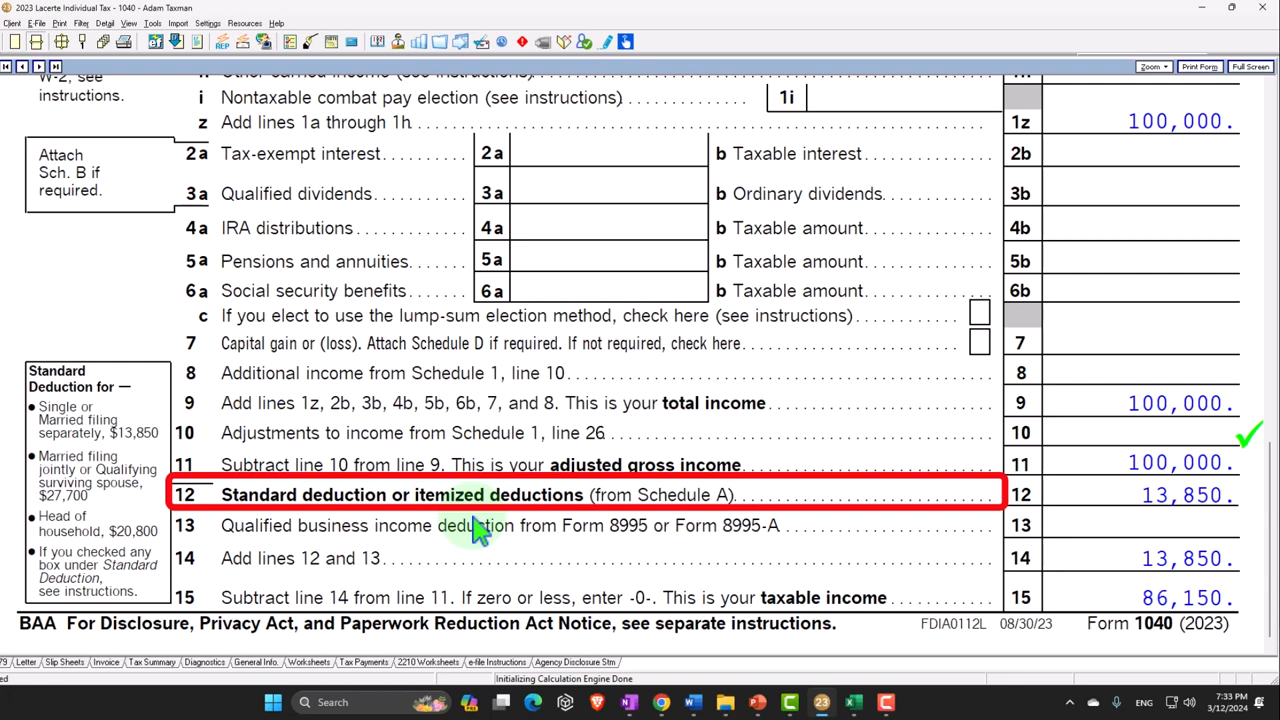 2023 Lacerte Individual Tax - 1040 - Adam Taxman
Client E-File Print Filter Detail View Tools Import Settings Resources Help
Zoom Print Form Full Screen
W-2, see
instructions.
Other earned income (see instructions)
i Nontaxable combat pay election (see instructions) 1i
z Add lines 1a through 1h 1z 100,000.
Attach
Sch. B if
required.
2a Tax-exempt interest 2a b Taxable interest 2b
3a Qualified dividends 3a b Ordinary dividends 3b
4a IRA distributions 4a b Taxable amount 4b
5a Pensions and annuities 5a b Taxable amount 5b
6a Social security benefits 6a b Taxable amount 6b
c If you elect to use the lump-sum election method, check here (see instructions)
7 Capital gain or (loss). Attach Schedule D if required. If not required, check here 7
8 Additional income from Schedule 1, line 10 8
9 Add lines 1z, 2b, 3b, 4b, 5b, 6b, 7, and 8. This is your total income 9 100,000.
10 Adjustments to income from Schedule 1, line 26 10
11 Subtract line 10 from line 9. This is your adjusted gross income 11 100,000.
12 Standard deduction or itemized deductions (from Schedule A) 12 13,850.
13 Qualified business income deduction from Form 8995 or Form 8995-A 13
14 Add lines 12 and 13 14 13,850.
15 Subtract line 14 from line 11. If zero or less, enter -0-. This is your taxable income 15 86,150.
Standard
Deduction for —
• Single or
Married filing
separately, $13,850
• Married filing
jointly or Qualifying
surviving spouse,
$27,700
• Head of
household, $20,800
• If you checked any
box under Standard
Deduction,
see instructions.
BAA For Disclosure, Privacy Act, and Paperwork Reduction Act Notice, see separate instructions. FDIA0112L 08/30/23 Form 1040 (2023)
79 Letter Slip Sheets Invoice Tax Summary Diagnostics General Info. Worksheets Tax Payments 2210 Worksheets e-file Instructions Agency Disclosure Stm
Initializing Calculation Engine Done
Search
23
ENG
7:33 PM
3/12/2024